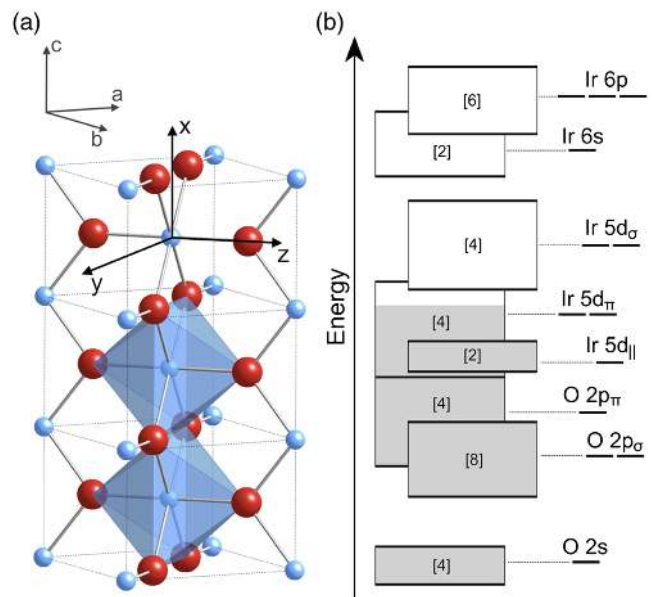 (a)
c
a
b
x
z
y
(b)
Energy
[6]
Ir 6p
[2]
Ir 6s
[4]
Ir 5dσ
[4]
Ir 5dπ
[2]
Ir 5d||
[4]
O 2pπ
[8]
O 2pσ
[4]
O 2s